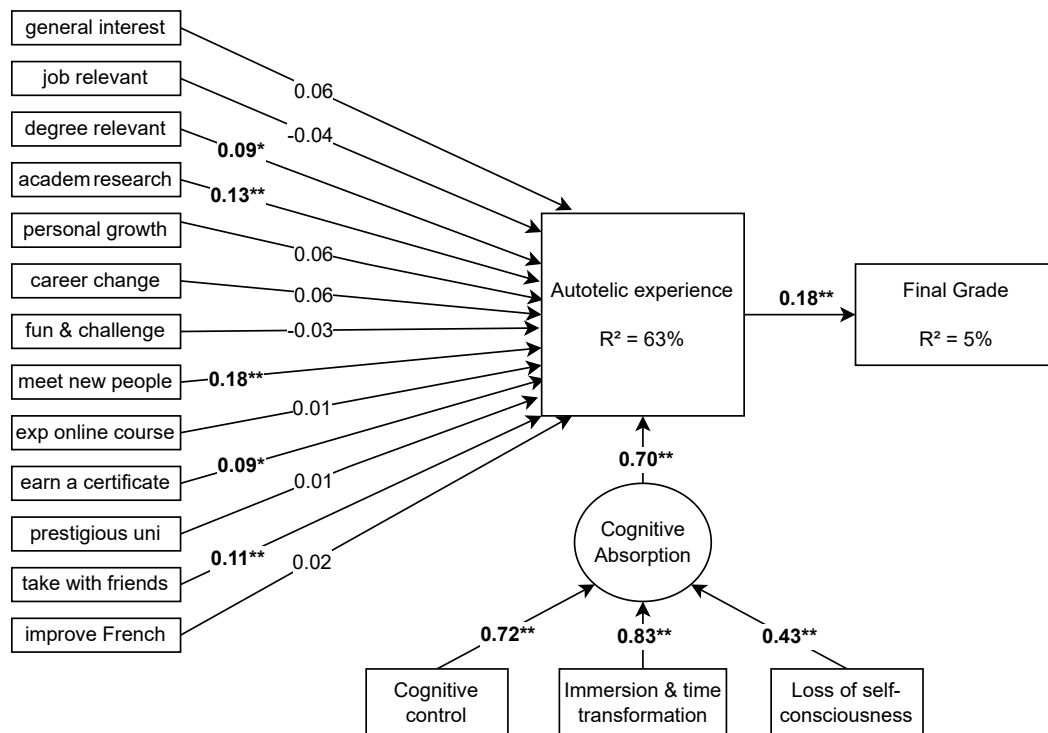 general interest
job relevant
degree relevant
academ research
personal growth
career change
fun & challenge
meet new people
exp online course
earn a certificate
prestigious uni
take with friends
improve French
0.06
-0.04
0.09*
0.13**
0.06
0.06
-0.03
0.18**
0.01
0.09*
0.01
0.11**
0.02
Autotelic experience
R² = 63%
0.18**
Final Grade
R² = 5%
0.70**
Cognitive
Absorption
0.72**
0.83**
0.43**
Cognitive
control
Immersion & time
transformation
Loss of self-
consciousness